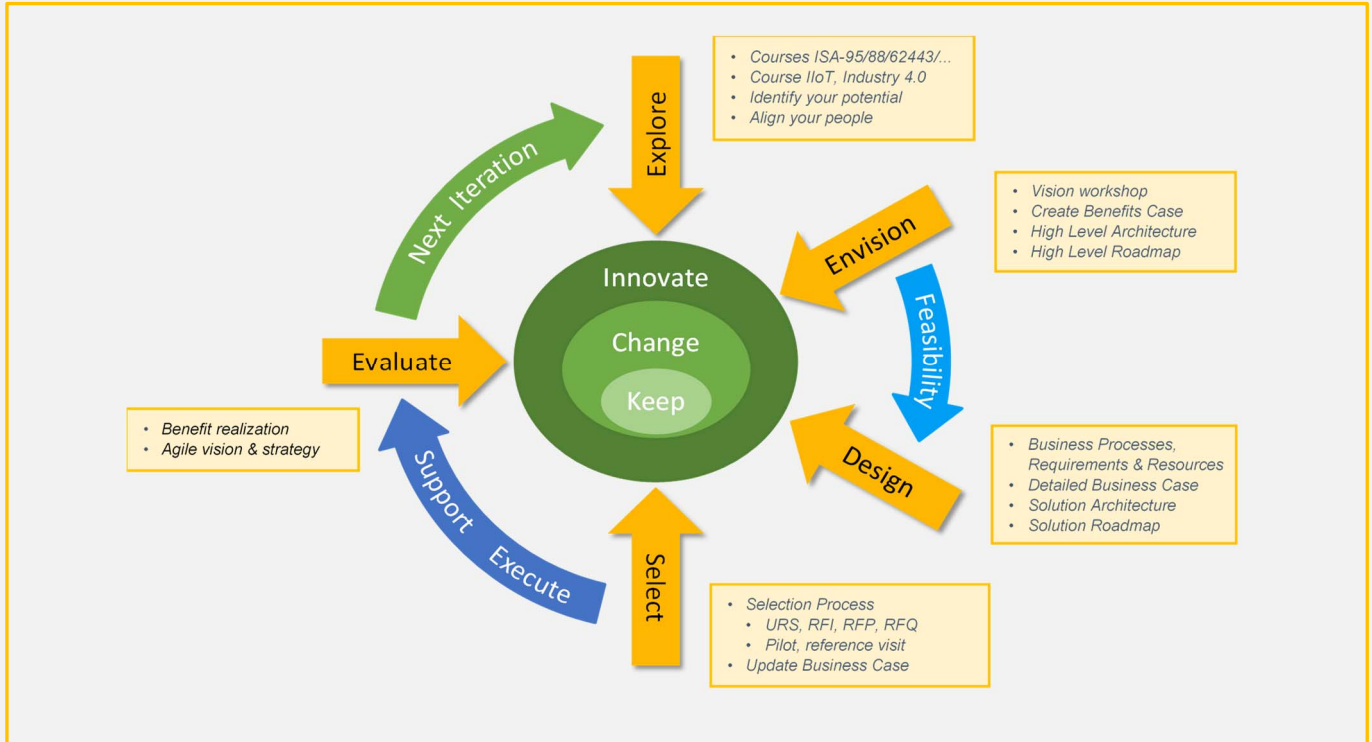 • Courses ISA-95/88/62443/...
• Course IIoT, Industry 4.0
• Identify your potential
• Align your people
Explore
Next Iteration
• Vision workshop
• Create Benefits Case
• High Level Architecture
• High Level Roadmap
Envision
Innovate
Feasibility
Change
Evaluate
Keep
• Benefit realization
• Agile vision & strategy
Design
• Business Processes,
Requirements & Resources
• Detailed Business Case
• Solution Architecture
• Solution Roadmap
Support Execute
Select
• Selection Process
• URS, RFI, RFP, RFQ
• Pilot, reference visit
• Update Business Case